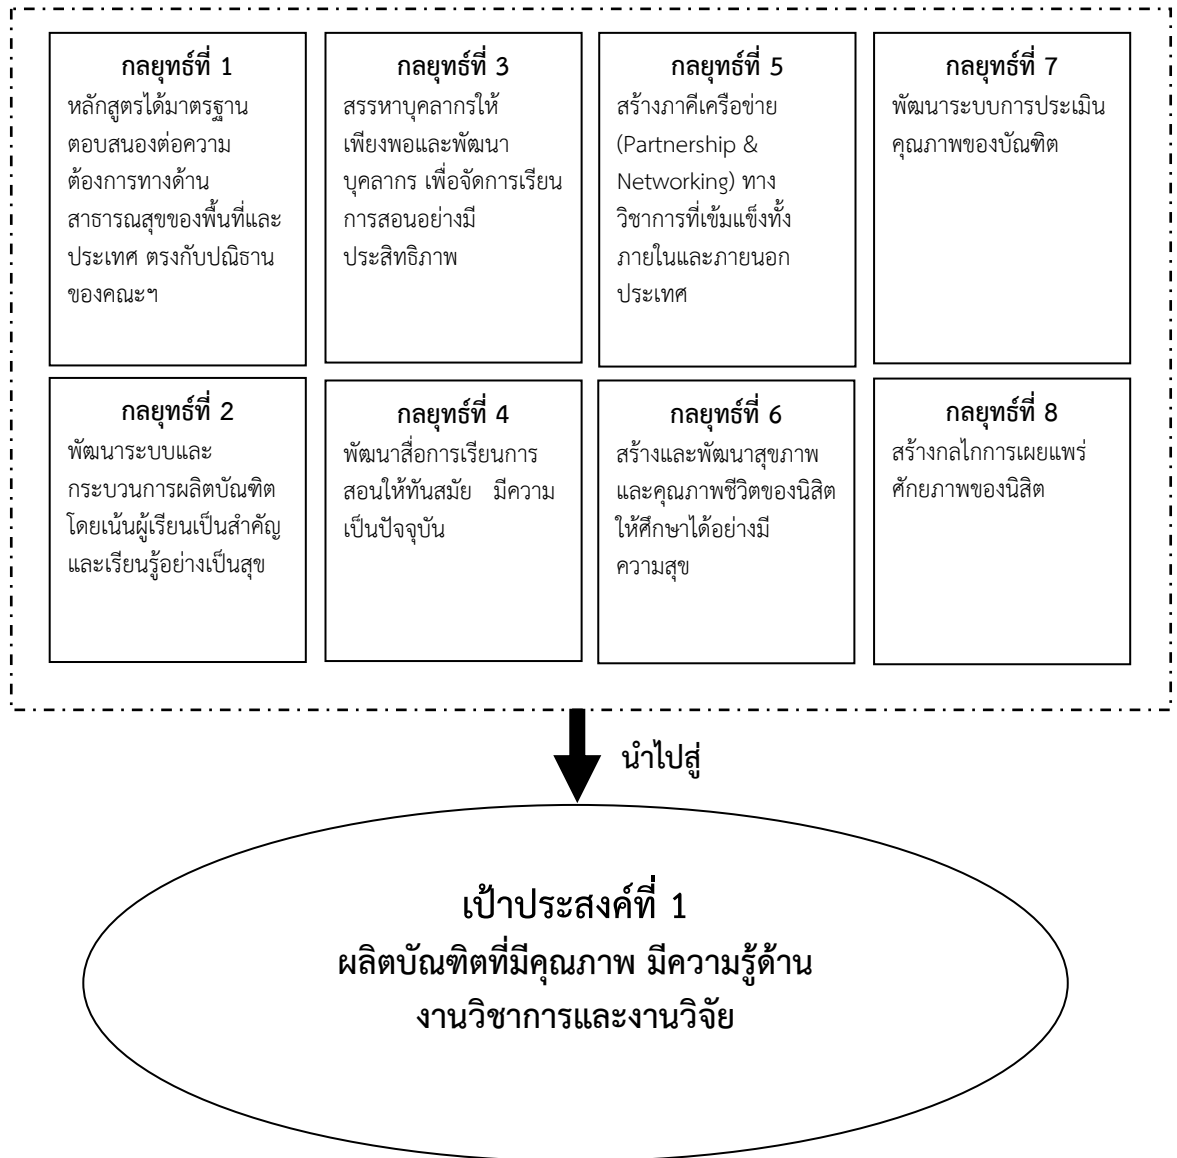 กลยุทธ์ที่ 1
หลักสูตรได้มาตรฐาน
ตอบสนองต่อความ
ต้องการทางด้าน
สาธารณสุขของพื้นที่และ
ประเทศ ตรงกับปณิธาน
ของคณะฯ
กลยุทธ์ที่ 3
สรรหาบุคลากรให้
เพียงพอและพัฒนา
บุคลากร เพื่อจัดการเรียน
การสอนอย่างมี
ประสิทธิภาพ
กลยุทธ์ที่ 5
สร้างภาคีเครือข่าย
(Partnership &
Networking) ทาง
วิชาการที่เข้มแข็งทั้ง
ภายในและภายนอก
ประเทศ
กลยุทธ์ที่ 7
พัฒนาระบบการประเมิน
คุณภาพของบัณฑิต
กลยุทธ์ที่ 2
พัฒนาระบบและ
กระบวนการผลิตบัณฑิต
โดยเน้นผู้เรียนเป็นสำคัญ
และเรียนรู้อย่างเป็นสุข
กลยุทธ์ที่ 4
พัฒนาสื่อการเรียนการ
สอนให้ทันสมัย มีความ
เป็นปัจจุบัน
กลยุทธ์ที่ 6
สร้างและพัฒนาสุขภาพ
และคุณภาพชีวิตของนิสิต
ให้ศึกษาได้อย่างมี
ความสุข
กลยุทธ์ที่ 8
สร้างกลไกการเผยแพร่
ศักยภาพของนิสิต
นำไปสู่
เป้าประสงค์ที่ 1
ผลิตบัณฑิตที่มีคุณภาพ มีความรู้ด้าน
งานวิชาการและงานวิจัย